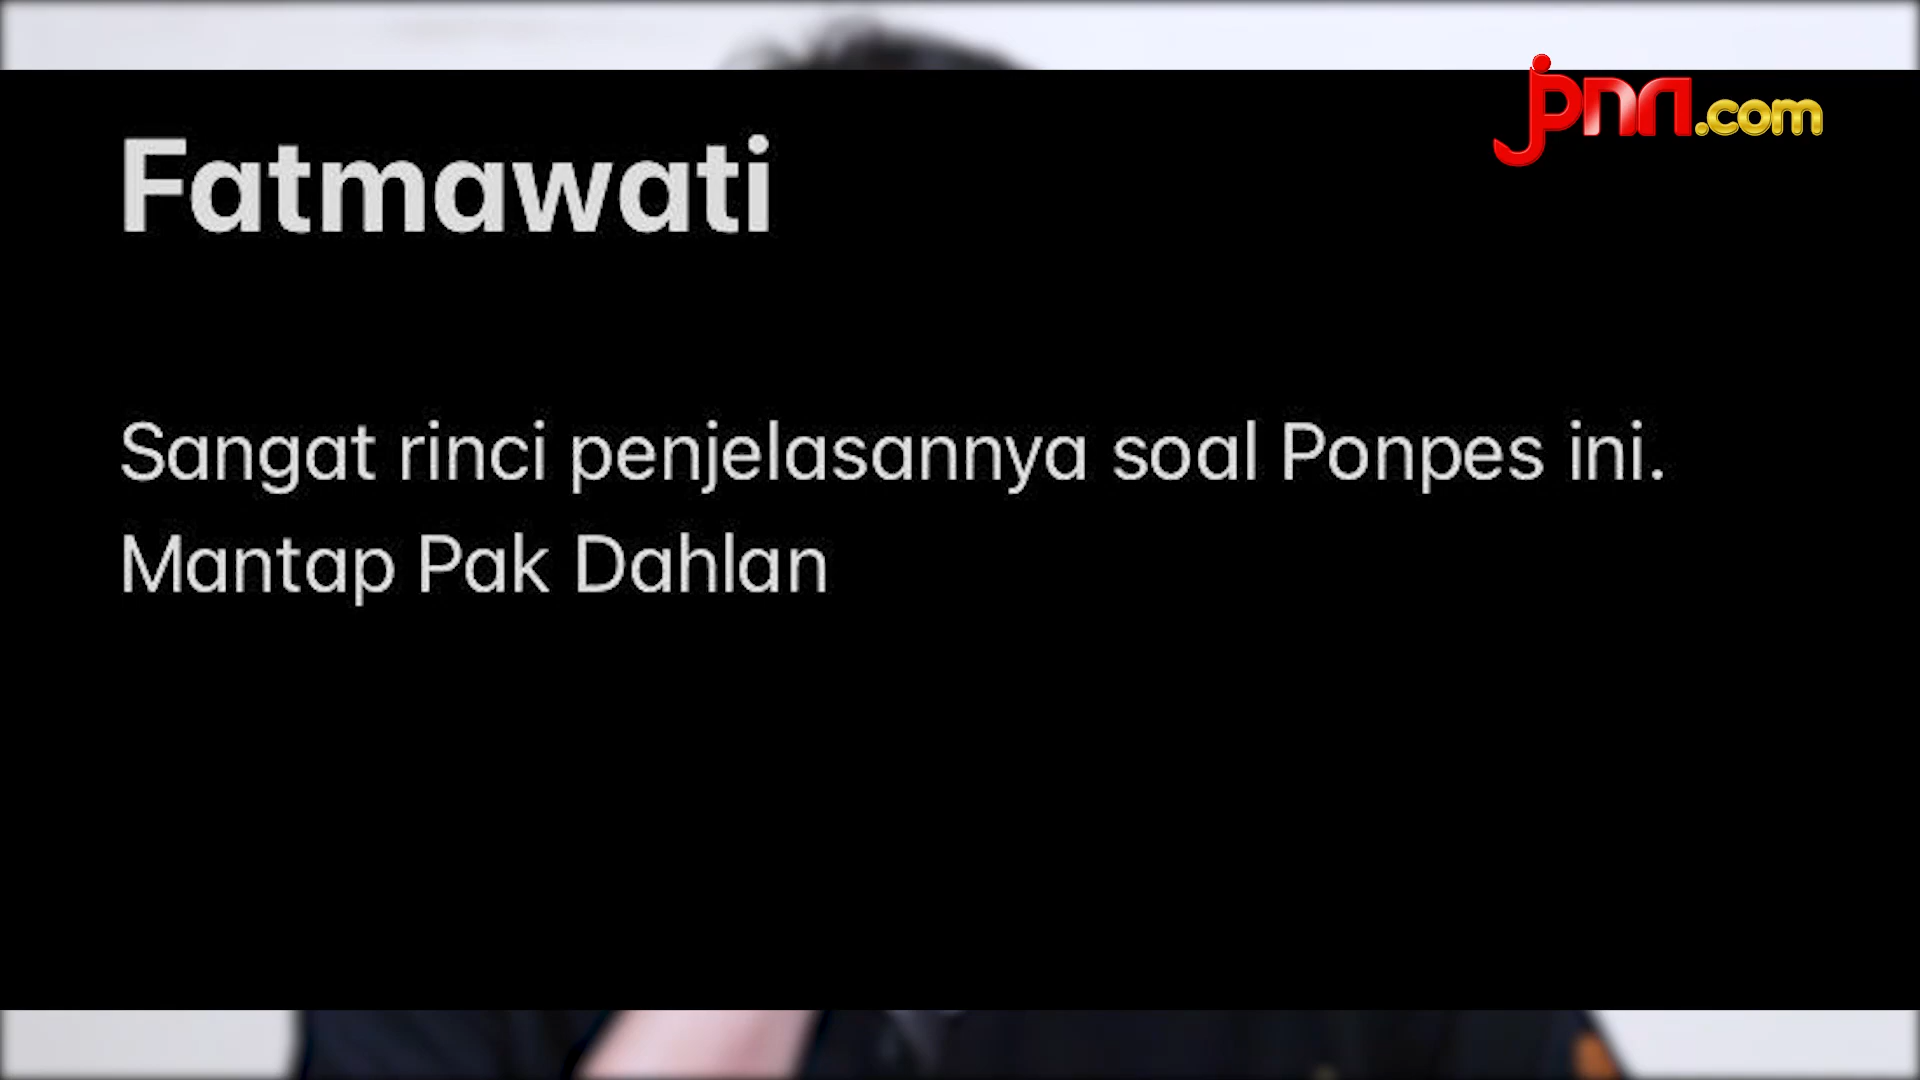 jpnn.com
Fatmawati
Sangat rinci penjelasannya soal Ponpes ini.
Mantap Pak Dahlan